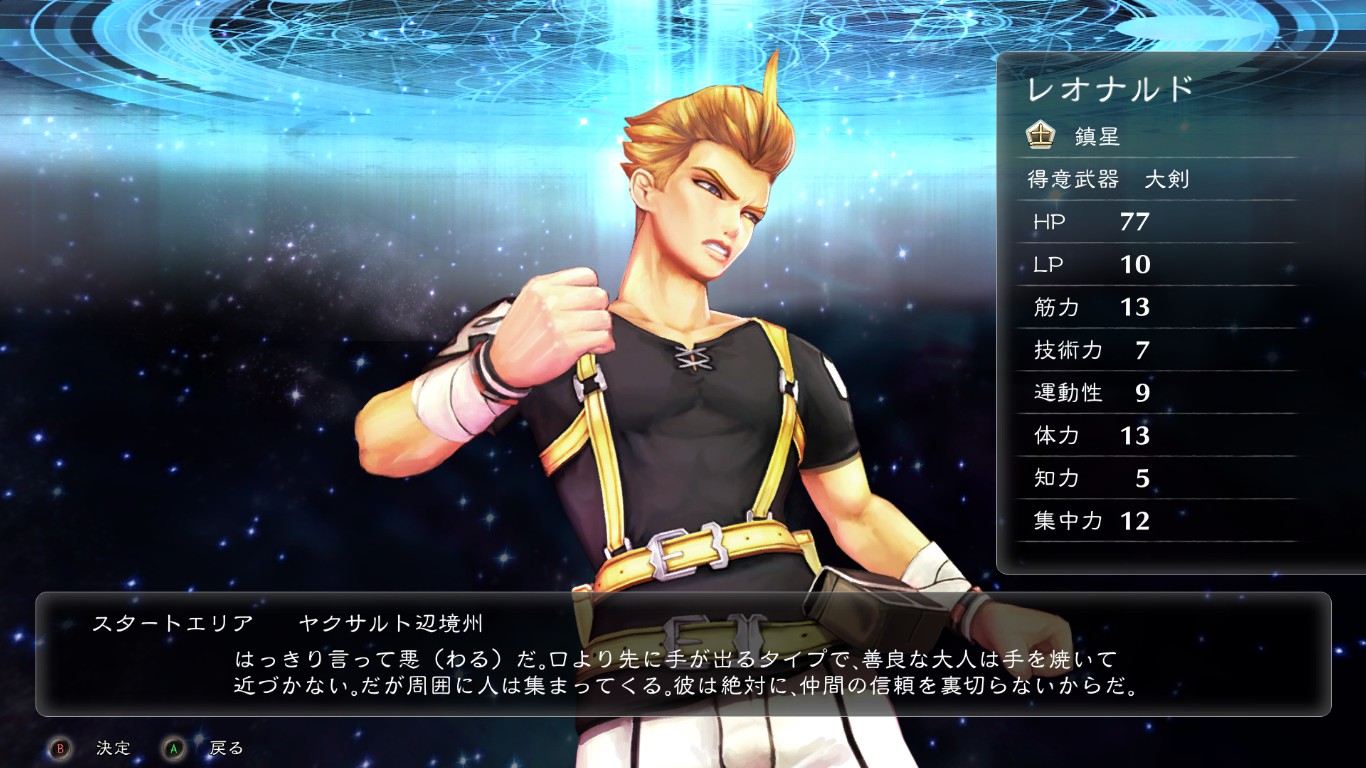 レオナルド
鎮星
得意武器 大剣
HP 77
LP 10
筋力 13
技術力 7
運動性 9
体力 13
知力 5
集中力 12
スタートエリア ヤクサルト辺境州
はっきり言って悪（わる）だ。口より先に手が出るタイプで、善良な大人は手を焼いて
近づかない。だが周囲に人は集まってくる。彼は絶対に、仲間の信頼を裏切らないからだ。
B 決定 A 戻る